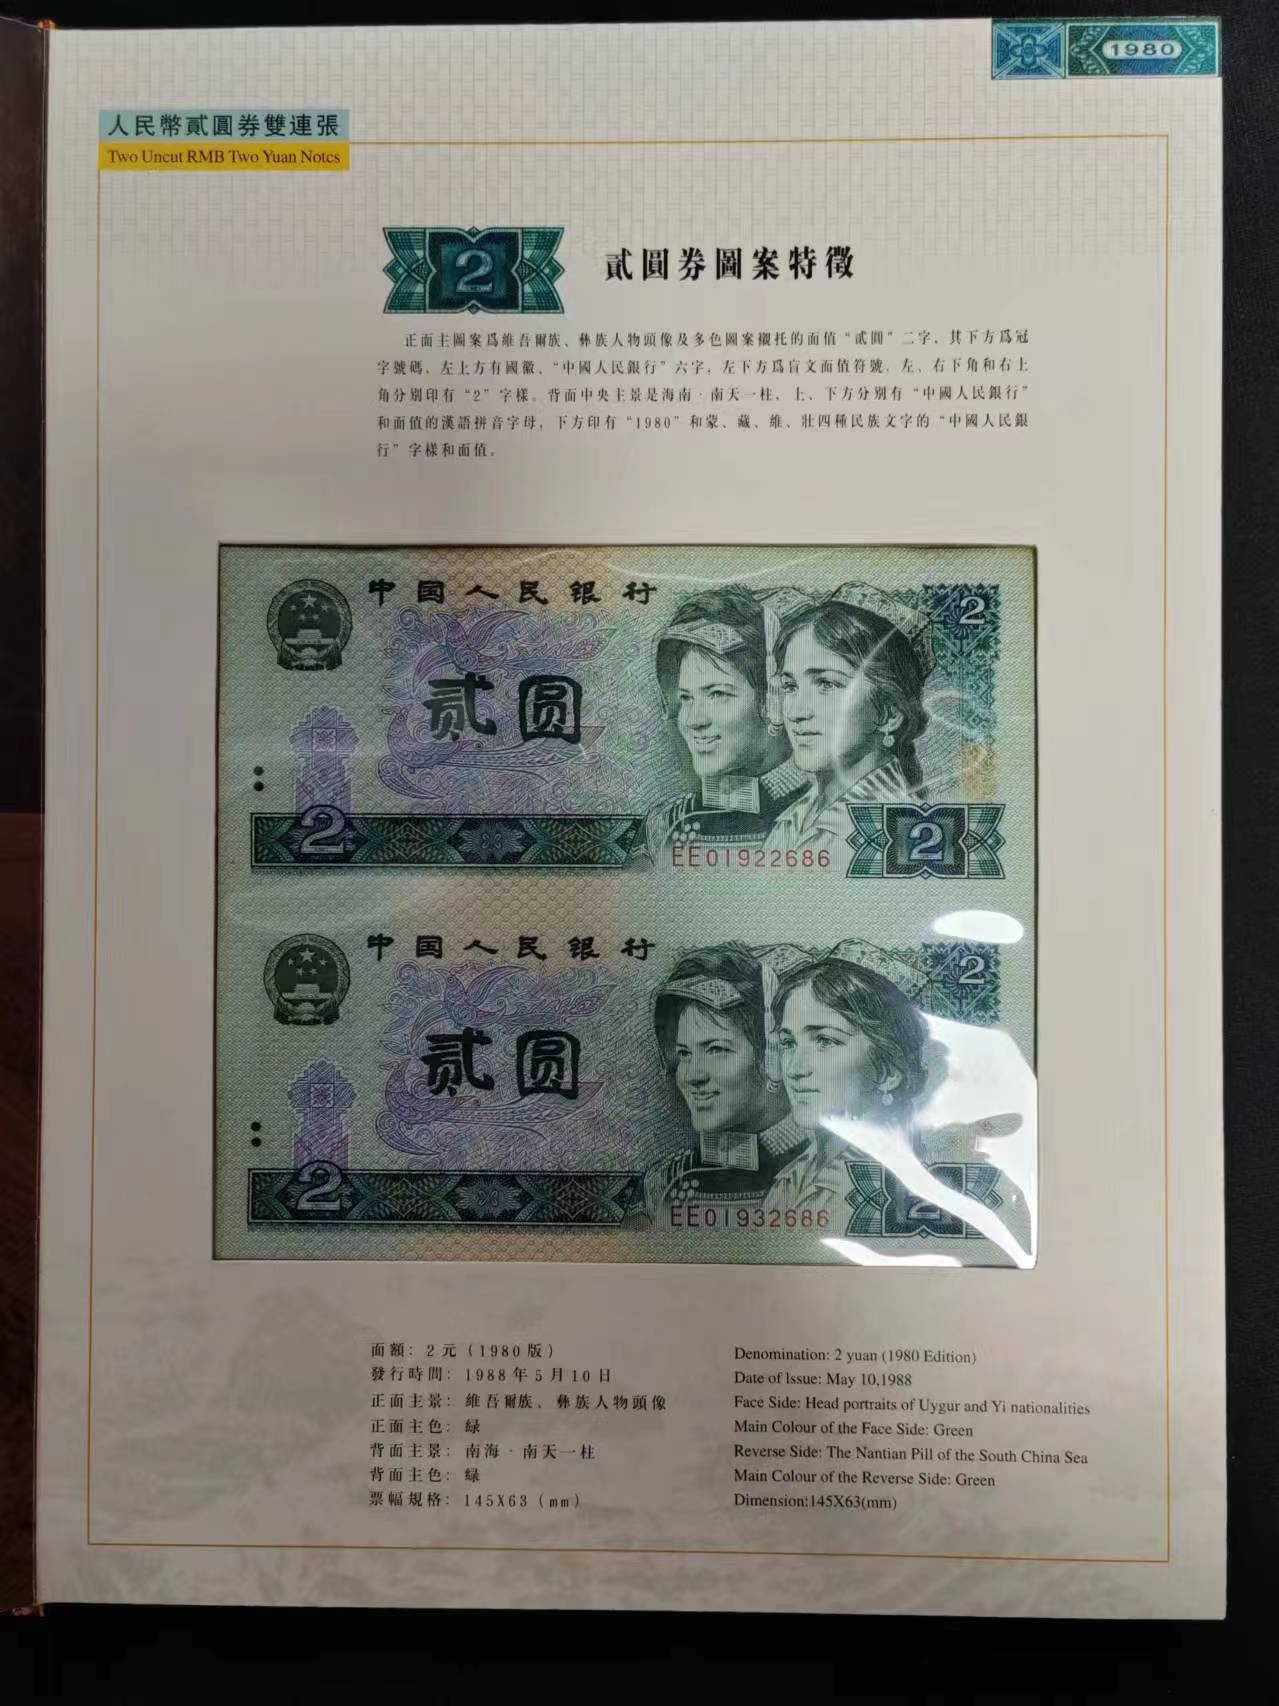 1980
人民幣貳圓券雙連張
Two Uncut RMB Two Yuan Notes
2
貳圓券圖案特徵
正面主圖案爲維吾爾族、彝族人物頭像及多色圖案襯托的面值“貳圓”二字，其下方爲冠
字號碼，左上方有國徽、“中國人民銀行”六字，左下方爲盲文面值符號，左、右下角和右上
角分別印有“2”字樣。背面中央主景是海南·南天一柱，上、下方分別有“中國人民銀行”
和面值的漢語拼音字母，下方印有“1980”和蒙、藏、維、壯四種民族文字的“中國人民銀
行”字樣和面值。
中国人民银行
2
贰圆
2
EE01922686
2
中国人民银行
2
贰圆
2
EE01932686
2
面額：2元（1980版）
發行時間：1988年5月10日
正面主景：維吾爾族、彝族人物頭像
正面主色：緑
背面主景：南海·南天一柱
背面主色：緑
票幅規格：145X63（mm）
Denomination: 2 yuan (1980 Edition)
Date of Issue: May 10,1988
Face Side: Head portraits of Uygur and Yi nationalities
Main Colour of the Face Side: Green
Reverse Side: The Nantian Pill of the South China Sea
Main Colour of the Reverse Side: Green
Dimension:145X63(mm)